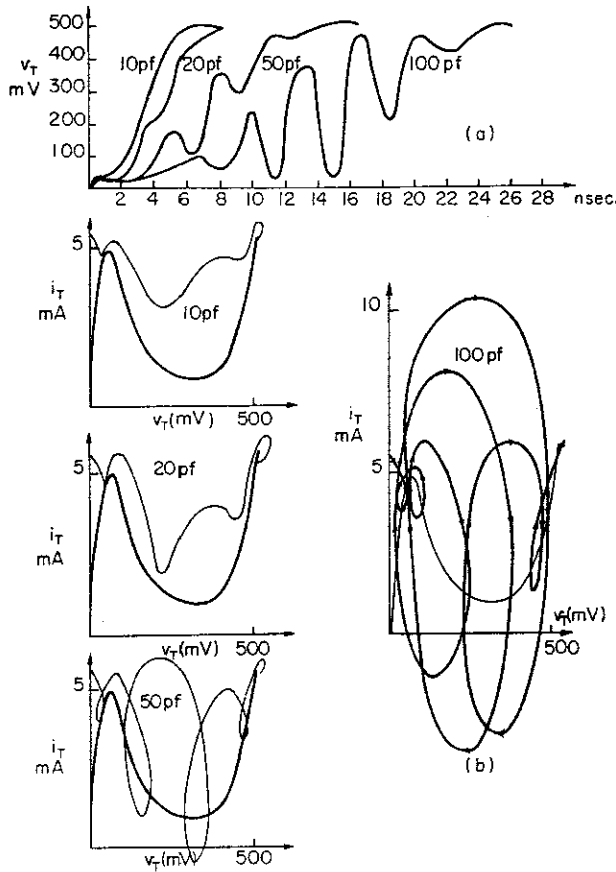 500
v_T 400
mV 300
200
100
10pf 20pf 50pf 100pf
(a)
2 4 6 8 10 12 14 16 18 20 22 24 26 28 nsec.
5
i_T
mA
10pf
v_T(mV) 500
10
100pf
i_T
mA
5
v_T(mV)
500
(b)
5
20pf
i_T
mA
v_T(mV) 500
5
50pf
i_T
mA
v_T(mV) 500